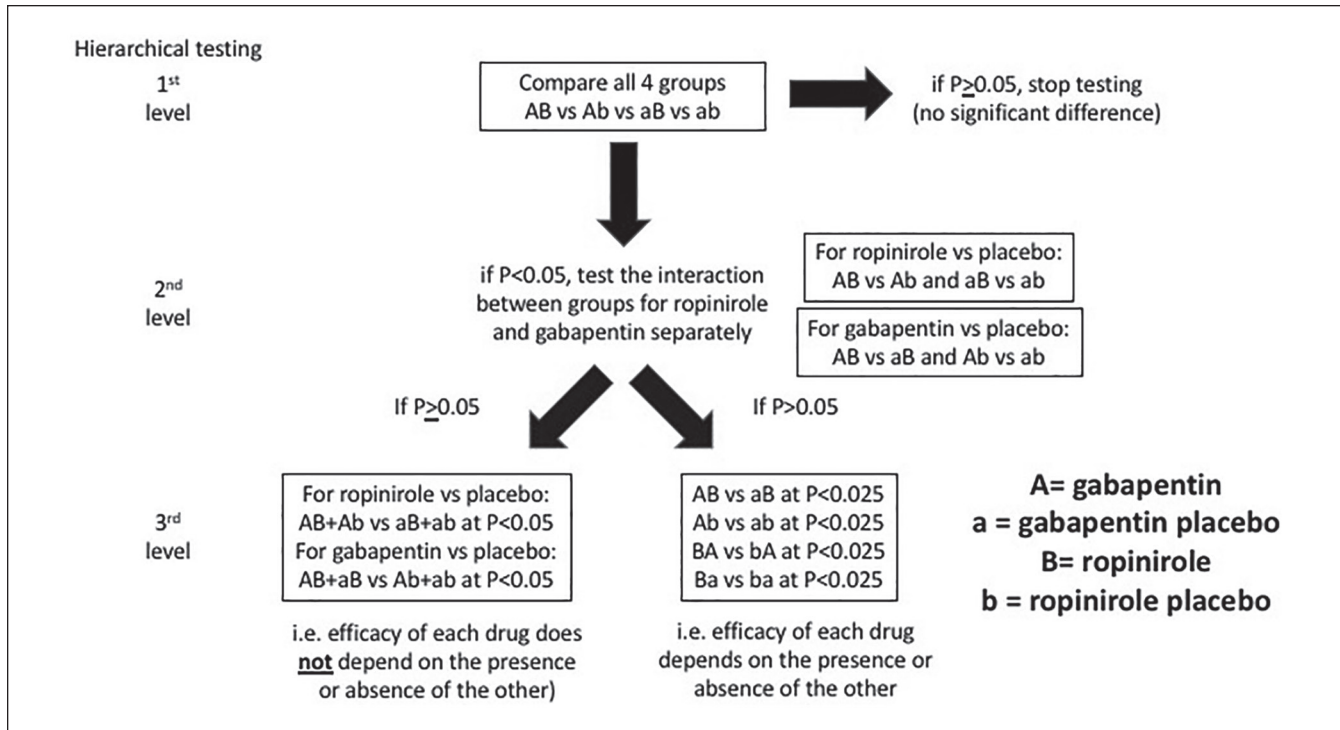 Hierarchical testing
1st
level
Compare all 4 groups
AB vs Ab vs aB vs ab
if P≥0.05, stop testing
(no significant difference)
2nd
level
if P<0.05, test the interaction
between groups for ropinirole
and gabapentin separately
For ropinirole vs placebo:
AB vs Ab and aB vs ab
For gabapentin vs placebo:
AB vs aB and Ab vs ab
If P≥0.05
If P>0.05
3rd
level
For ropinirole vs placebo:
AB+Ab vs aB+ab at P<0.05
For gabapentin vs placebo:
AB+aB vs Ab+ab at P<0.05
i.e. efficacy of each drug does
not depend on the presence
or absence of the other)
AB vs aB at P<0.025
Ab vs ab at P<0.025
BA vs bA at P<0.025
Ba vs ba at P<0.025
i.e. efficacy of each drug
depends on the presence or
absence of the other
A= gabapentin
a = gabapentin placebo
B= ropinirole
b = ropinirole placebo